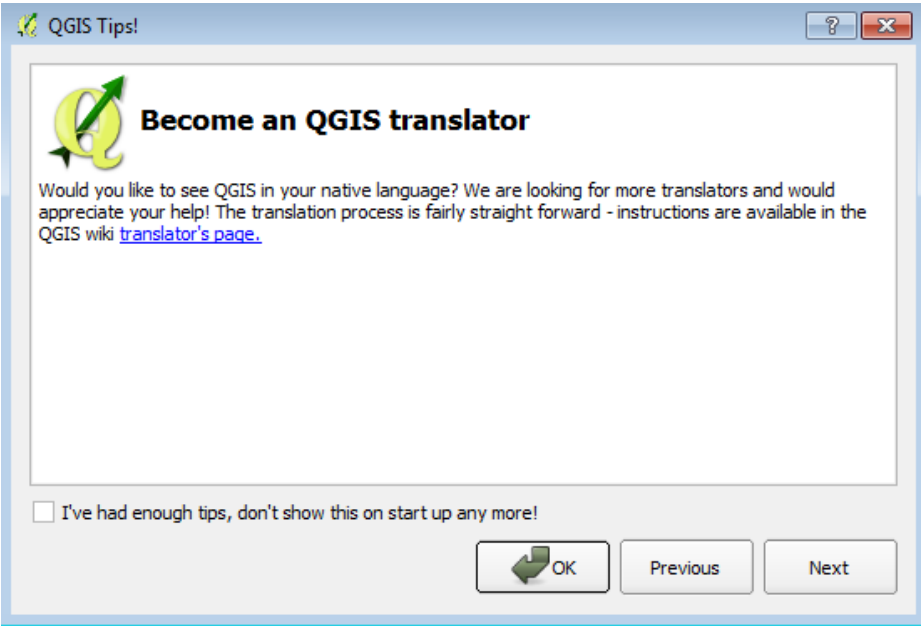 QGIS Tips!
Become an QGIS translator
Would you like to see QGIS in your native language? We are looking for more translators and would
appreciate your help! The translation process is fairly straight forward - instructions are available in the
QGIS wiki translator's page.
I've had enough tips, don't show this on start up any more!
OK
Previous
Next